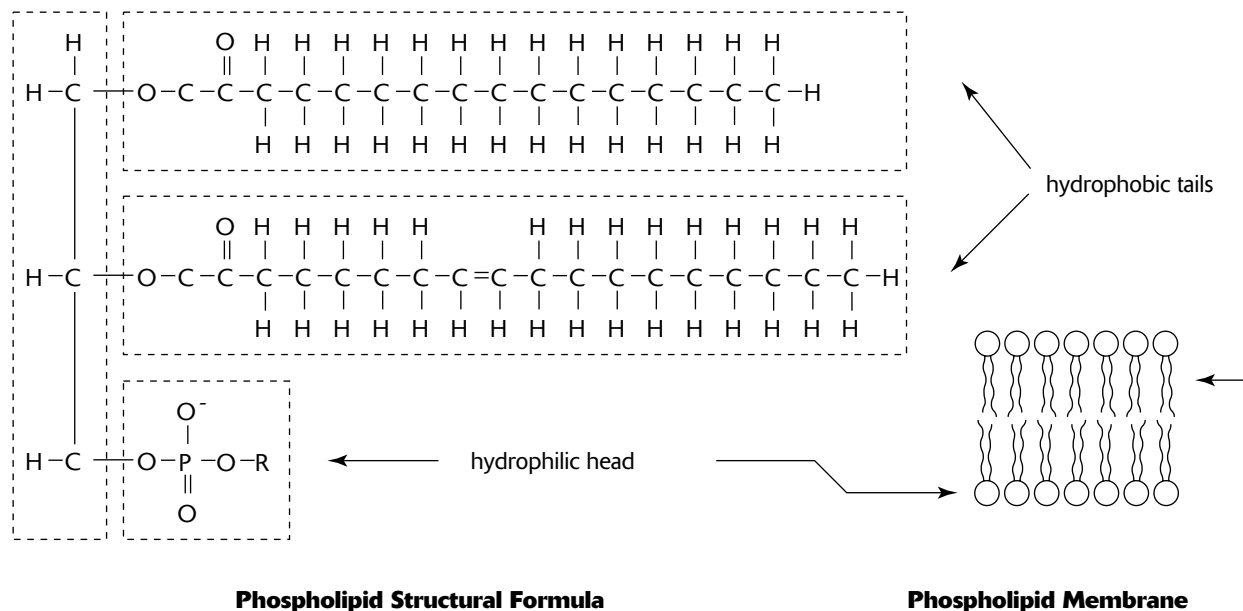 H
O H H H H H H H H H H H H H H
H–C–O–C–C–C–C–C–C–C–C–C–C–C–C–C–C–C–C–H
H H H H H H H H H H H H H H
hydrophobic tails
O H H H H H H H H H H H H H H
H–C–O–C–C–C–C–C–C–C–C=C–C–C–C–C–C–C–C–C–C–H
H H H H H H H H H H H H H H H H
O-
H–C–O–P–O–R
hydrophilic head
O
Phospholipid Structural Formula
Phospholipid Membrane